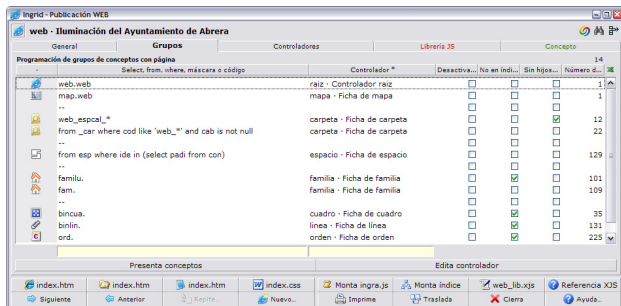 Ingrid - Publicación WEB
web · Iluminación del Ayuntamiento de Abrera
General Grupos Controladores Librería JS Concepto
Programación de grupos de conceptos con página 14
Select, from, where, máscara o código Controlador * Desactiva... No en índi... Sin hijos... Número d...
web.web raiz · Controlador raiz 1
map.web mapa · Ficha de mapa 1
--
web_espcal_* carpeta · Ficha de carpeta 12
from _car where cod like 'web_*' and cab is not null carpeta · Ficha de carpeta 22
--
from esp where ide in (select padi from con) espacio · Ficha de espacio 129
--
familu. familia · Ficha de familia 101
fam. familia · Ficha de familia 109
--
bincua. cuadro · Ficha de cuadro 35
binlin. linea · Ficha de línea 131
ord. orden · Ficha de orden 225
Presenta conceptos Edita controlador
index.htm index.htm index.htm index.css Monta ingra.js Monta índice web_lib.xjs Referencia XJS
Siguiente Anterior Repite... Nuevo... Imprime Traslada Cierra Ayuda...